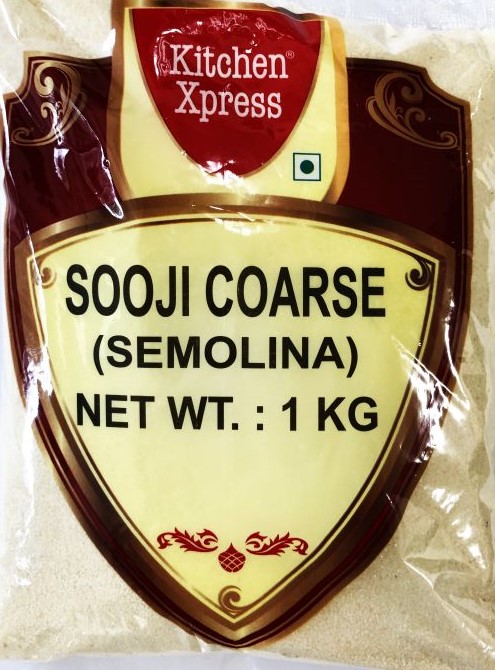 Kitchen®
Xpress
SOOJI COARSE
(SEMOLINA)
NET WT. : 1 KG